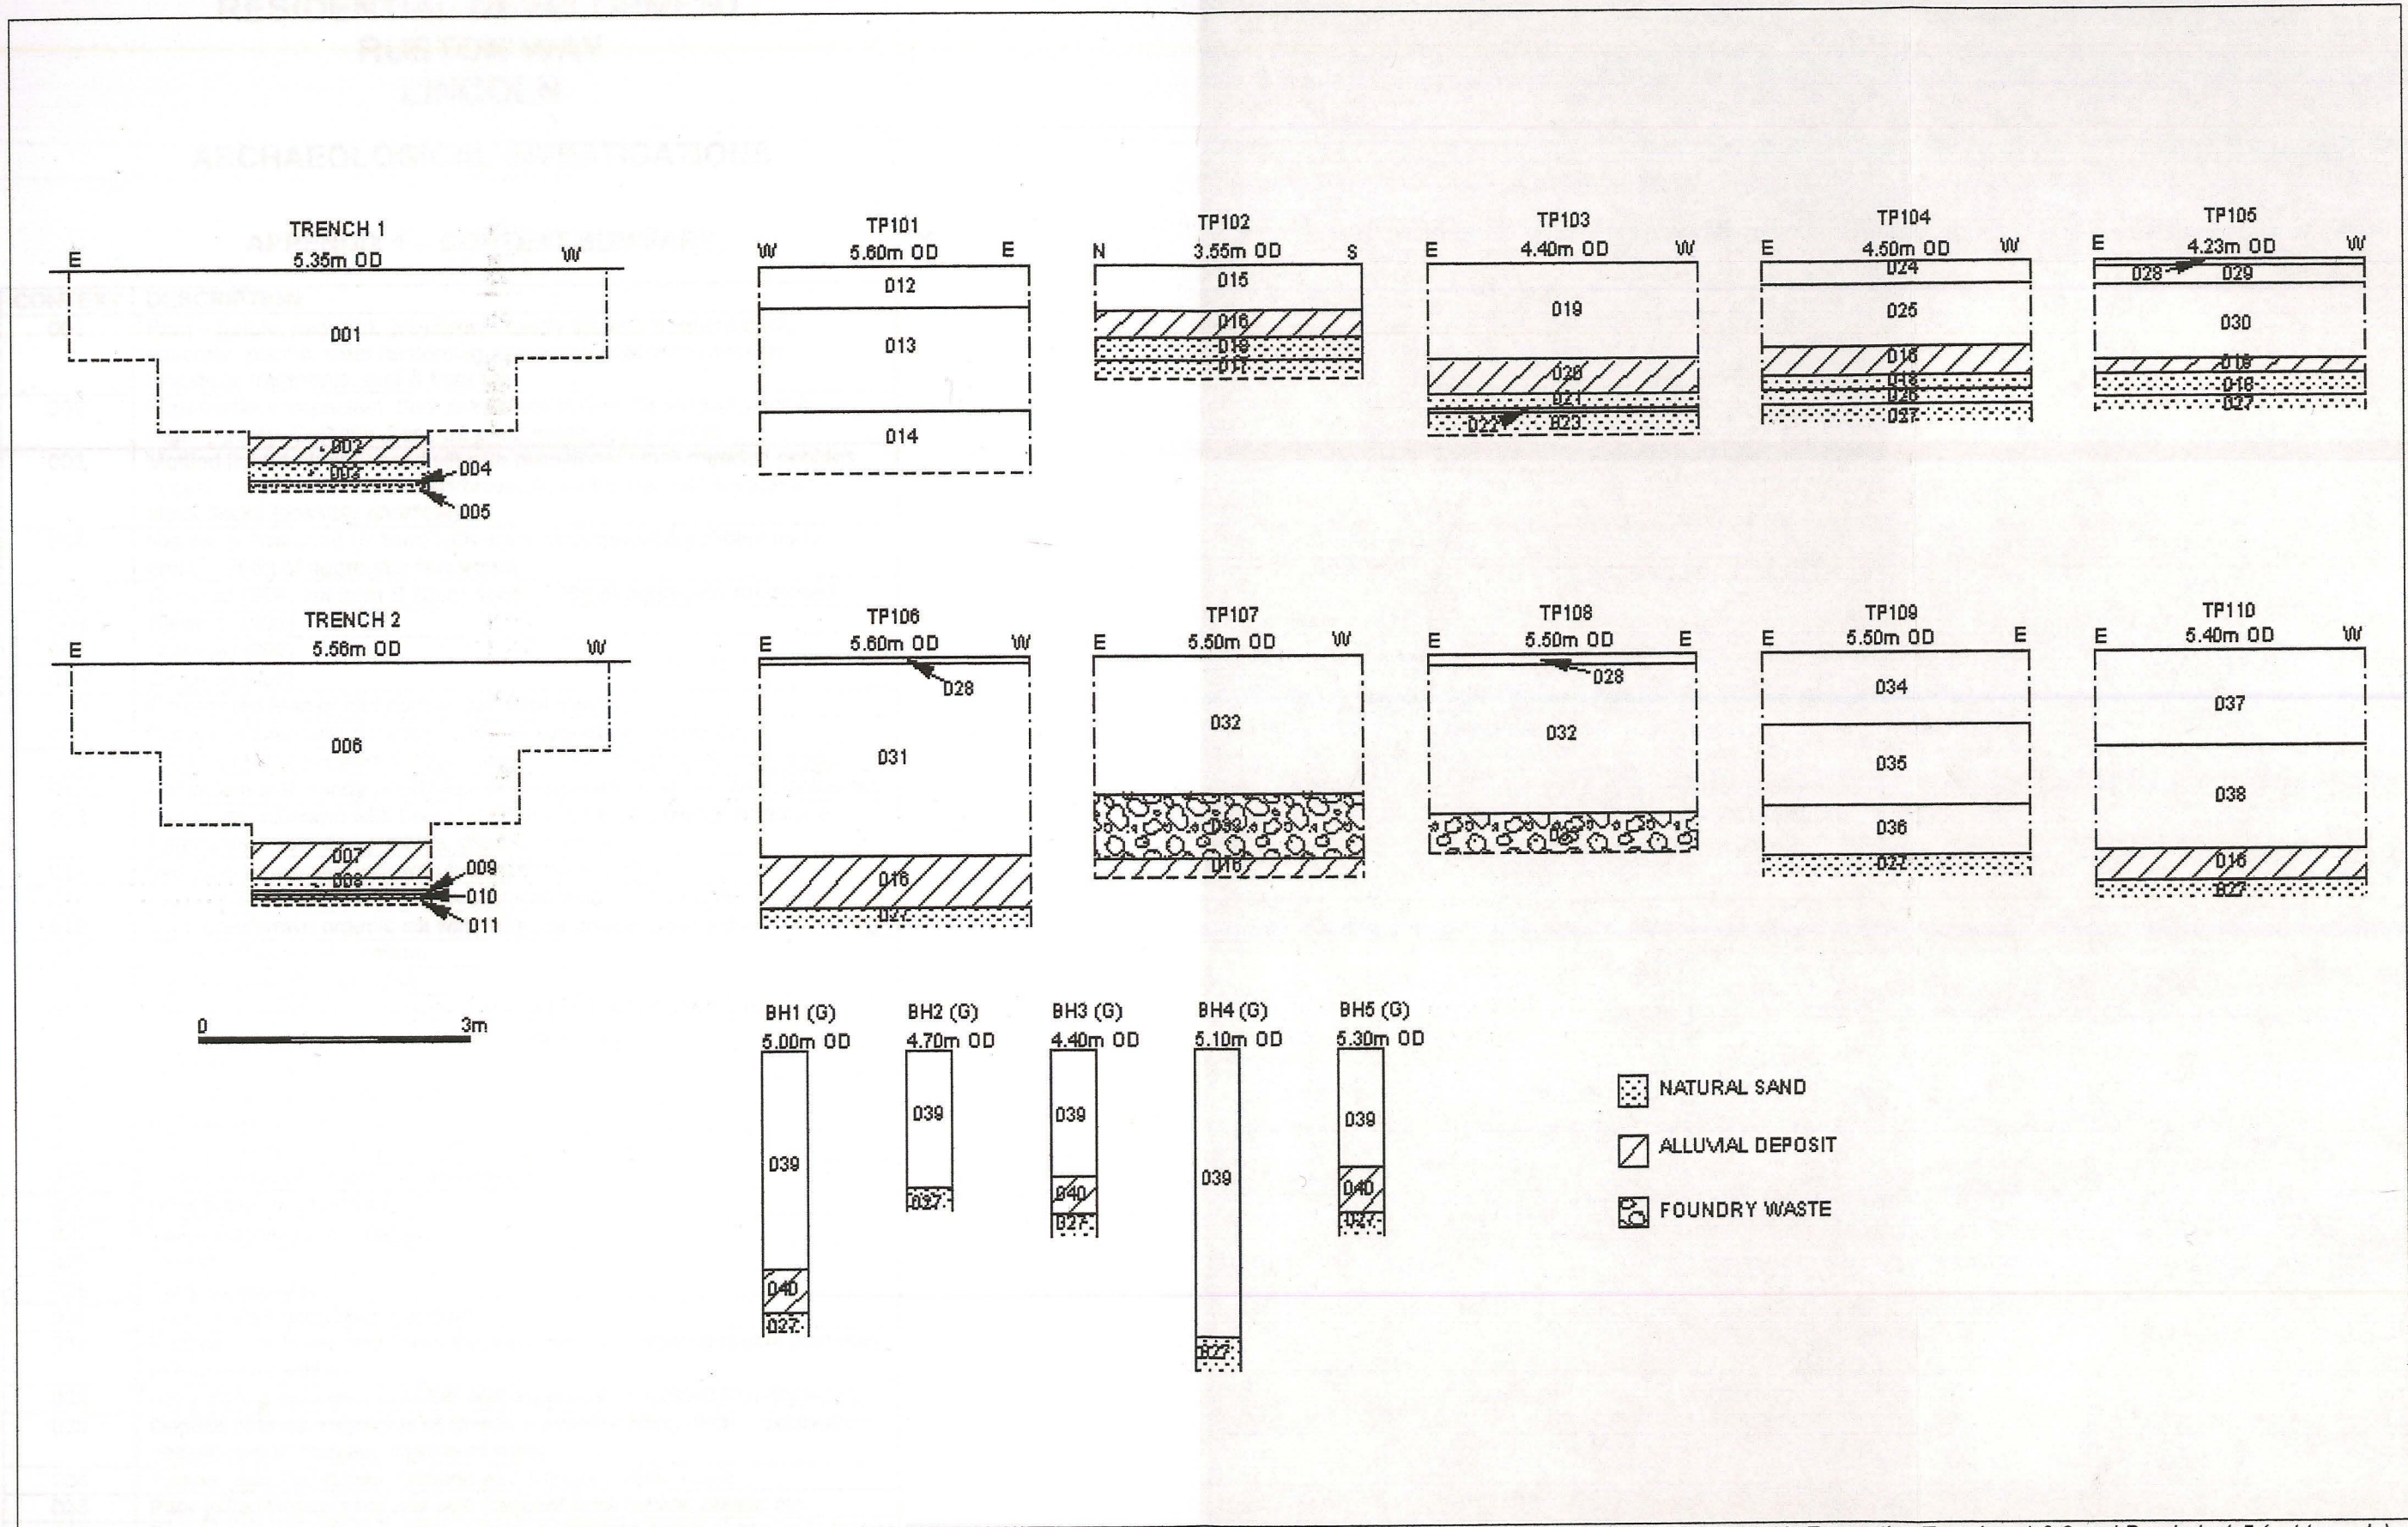 TRENCH 1
5.35m OD
E W
001
002
003
004
005
TP101
5.60m OD
W E
012
013
014
TP102
3.55m OD
N S
015
016
018
017
TP103
4.40m OD
E W
019
020
021
022
023
TP104
4.50m OD
E W
024
025
016
018
026
027
TP105
4.23m OD
E W
028
029
030
016
018
027
TRENCH 2
5.56m OD
E W
006
007
008
009
010
011
TP106
5.60m OD
E W
028
031
016
027
TP107
5.50m OD
E W
032
016
TP108
5.50m OD
E E
028
032
TP109
5.50m OD
E E
034
035
036
027
TP110
5.40m OD
E W
037
038
016
027
0 3m
BH1 (G)
5.00m OD
039
040
027
BH2 (G)
4.70m OD
039
027
BH3 (G)
4.40m OD
039
040
027
BH4 (G)
5.10m OD
039
027
BH5 (G)
5.30m OD
039
040
027
NATURAL SAND
ALLUVIAL DEPOSIT
FOUNDRY WASTE